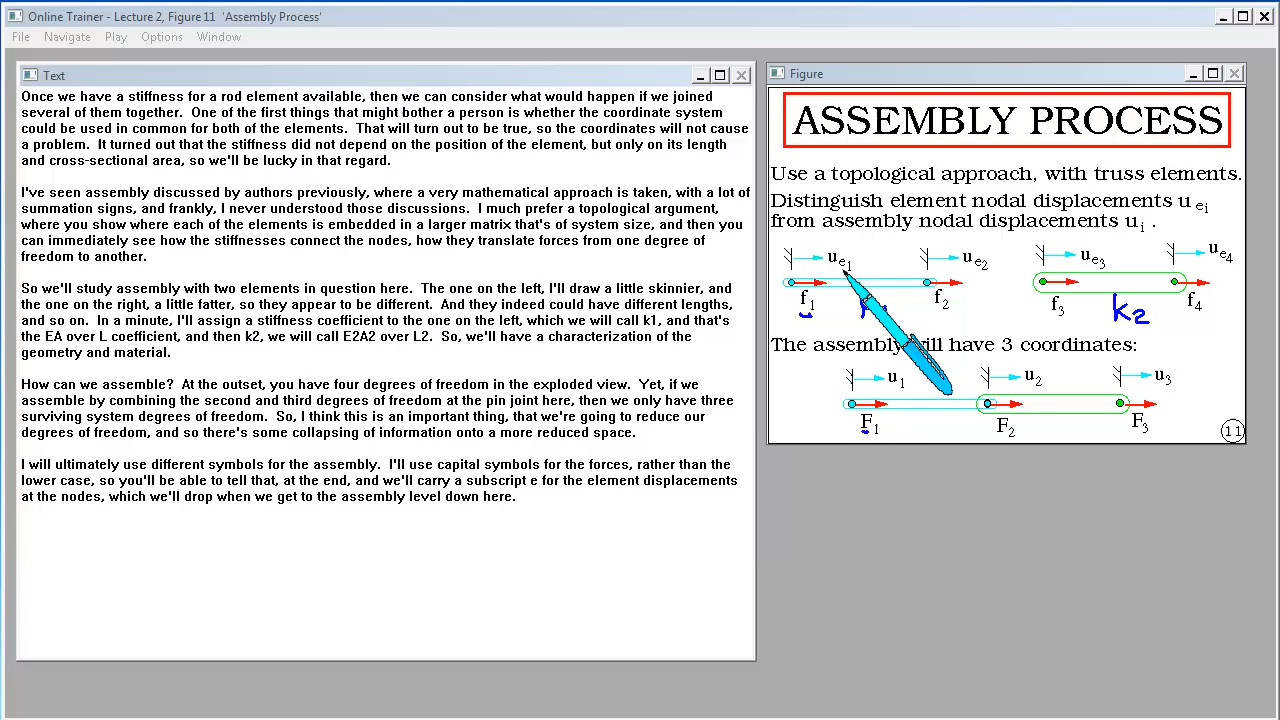 Online Trainer - Lecture 2, Figure 11 'Assembly Process'
File Navigate Play Options Window
Text
Once we have a stiffness for a rod element available, then we can consider what would happen if we joined
several of them together. One of the first things that might bother a person is whether the coordinate system
could be used in common for both of the elements. That will turn out to be true, so the coordinates will not cause
a problem. It turned out that the stiffness did not depend on the position of the element, but only on its length
and cross-sectional area, so we'll be lucky in that regard.
I've seen assembly discussed by authors previously, where a very mathematical approach is taken, with a lot of
summation signs, and frankly, I never understood those discussions. I much prefer a topological argument,
where you show where each of the elements is embedded in a larger matrix that's of system size, and then you
can immediately see how the stiffnesses connect the nodes, how they translate forces from one degree of
freedom to another.
So we'll study assembly with two elements in question here. The one on the left, I'll draw a little skinnier, and
the one on the right, a little fatter, so they appear to be different. And they indeed could have different lengths,
and so on. In a minute, I'll assign a stiffness coefficient to the one on the left, which we will call k1, and that's
the EA over L coefficient, and then k2, we will call E2A2 over L2. So, we'll have a characterization of the
geometry and material.
How can we assemble? At the outset, you have four degrees of freedom in the exploded view. Yet, if we
assemble by combining the second and third degrees of freedom at the pin joint here, then we only have three
surviving system degrees of freedom. So, I think this is an important thing, that we're going to reduce our
degrees of freedom, and so there's some collapsing of information onto a more reduced space.
I will ultimately use different symbols for the assembly. I'll use capital symbols for the forces, rather than the
lower case, so you'll be able to tell that, at the end, and we'll carry a subscript e for the element displacements
at the nodes, which we'll drop when we get to the assembly level down here.
Figure
ASSEMBLY PROCESS
Use a topological approach, with truss elements.
Distinguish element nodal displacements u ei
from assembly nodal displacements u i .
ue1 ue2 ue3 ue4
f1 f2 f3 k2 f4
The assembly will have 3 coordinates:
u1 u2 u3
F1 F2 F3
11